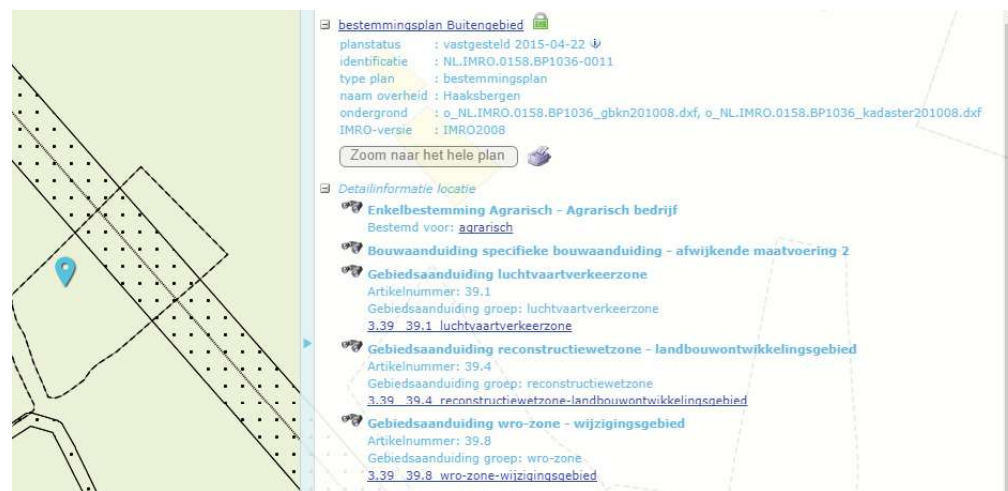 bestemmingsplan Buitengebied
planstatus : vastgesteld 2015-04-22
identificatie : NL.IMRO.0158.BP1036-0011
type plan : bestemmingsplan
naam overheid : Haaksbergen
ondergrond : o_NL.IMRO.0158.BP1036_gbkn201008.dxf, o_NL.IMRO.0158.BP1036_kadaster201008.dxf
IMRO-versie : IMRO2008
Zoom naar het hele plan
Detailinformatie locatie
Enkelbestemming Agrarisch - Agrarisch bedrijf
Bestemd voor: agrarisch
Bouwaanduiding specifieke bouwaanduiding - afwijkende maatvoering 2
Gebiedsaanduiding luchtvaartverkeerzone
Artikelnummer: 39.1
Gebiedsaanduiding groep: luchtvaartverkeerzone
3.39 39.1 luchtvaartverkeerzone
Gebiedsaanduiding reconstructiewetzone - landbouwontwikkelingsgebied
Artikelnummer: 39.4
Gebiedsaanduiding groep: reconstructiewetzone
3.39 39.4 reconstructiewetzone-landbouwontwikkelingsgebied
Gebiedsaanduiding wro-zone - wijzigingsgebied
Artikelnummer: 39.8
Gebiedsaanduiding groep: wro-zone
3.39 39.8 wro-zone-wijzigingsgebied